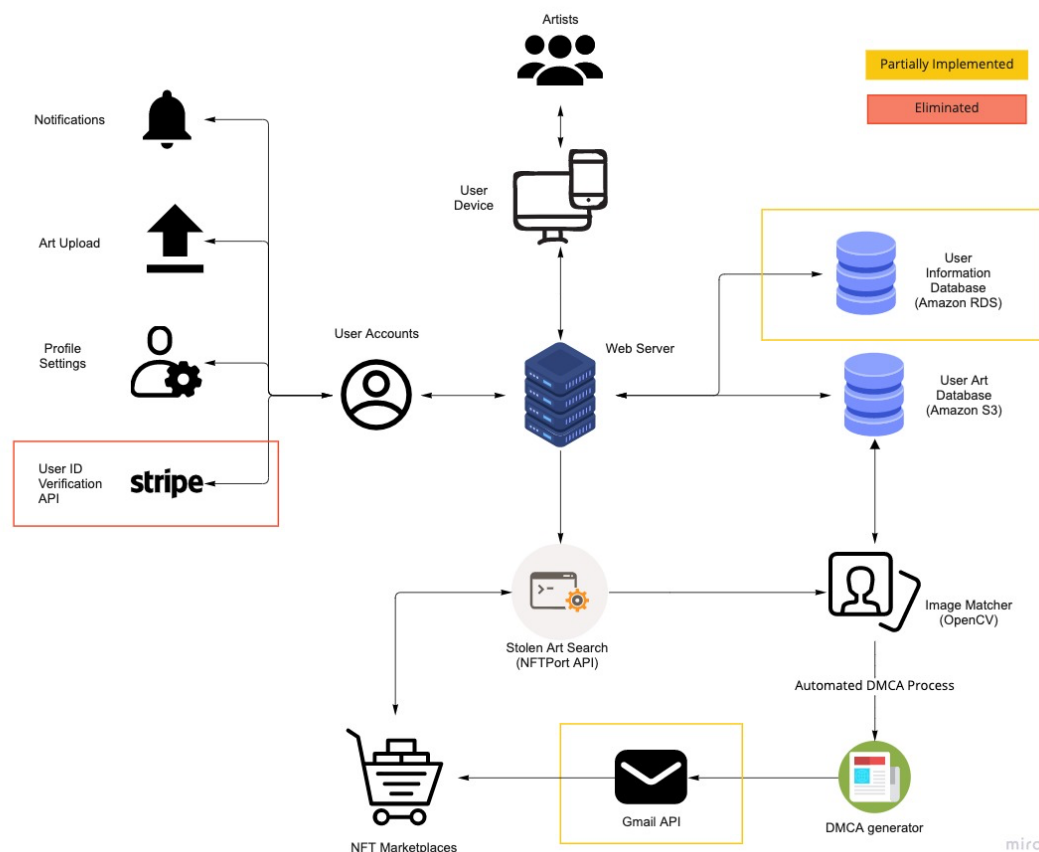 Artists
Partially Implemented
Eliminated
Notifications
User
Device
Art Upload
User
Information
Database
(Amazon RDS)
Profile
Settings
User Accounts
Web Server
User Art
Database
(Amazon S3)
User ID
Verification
API
stripe
Stolen Art Search
(NFTPort API)
Image Matcher
(OpenCV)
Automated DMCA Process
Gmail API
DMCA generator
NFT Marketplaces
miro